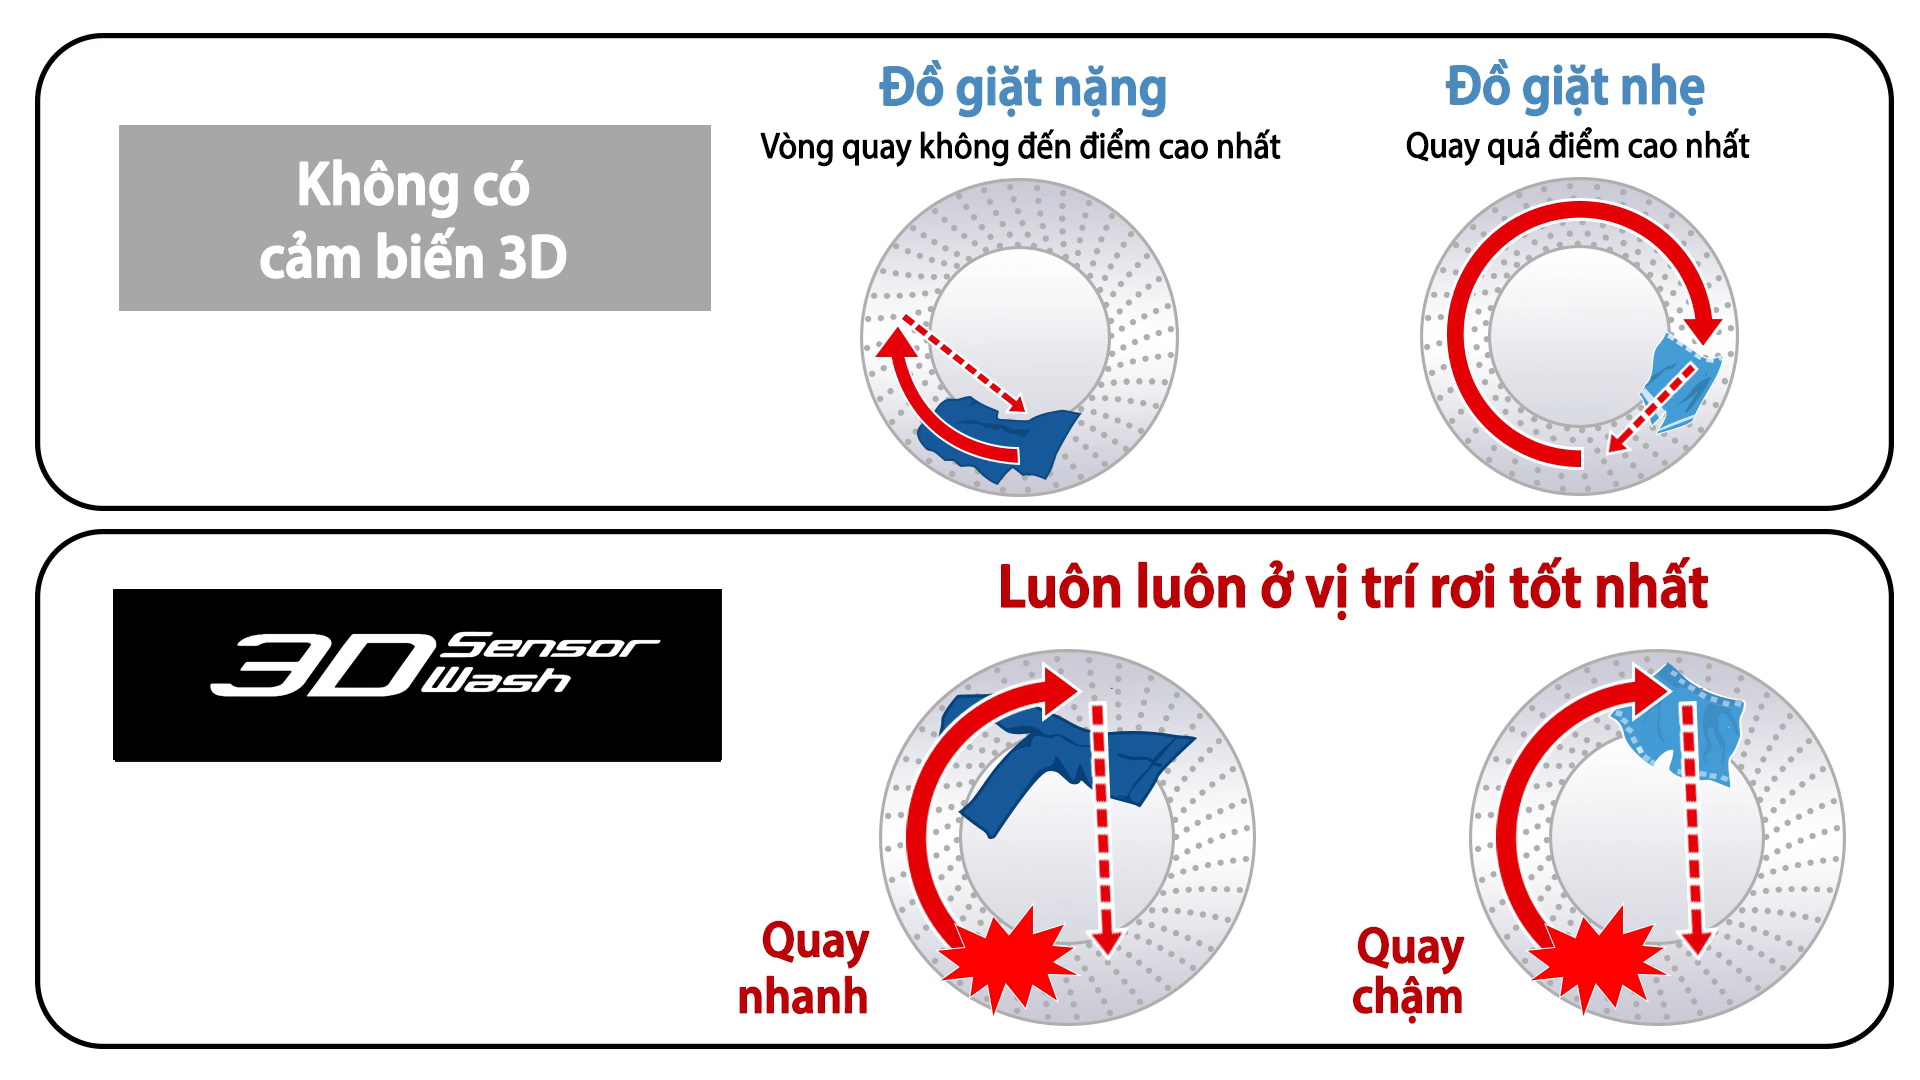 Không có
cảm biến 3D
Đồ giặt nặng
Vòng quay không đến điểm cao nhất
Đồ giặt nhẹ
Quay quá điểm cao nhất
3D Sensor
Wash
Luôn luôn ở vị trí rơi tốt nhất
Quay
nhanh
Quay
chậm